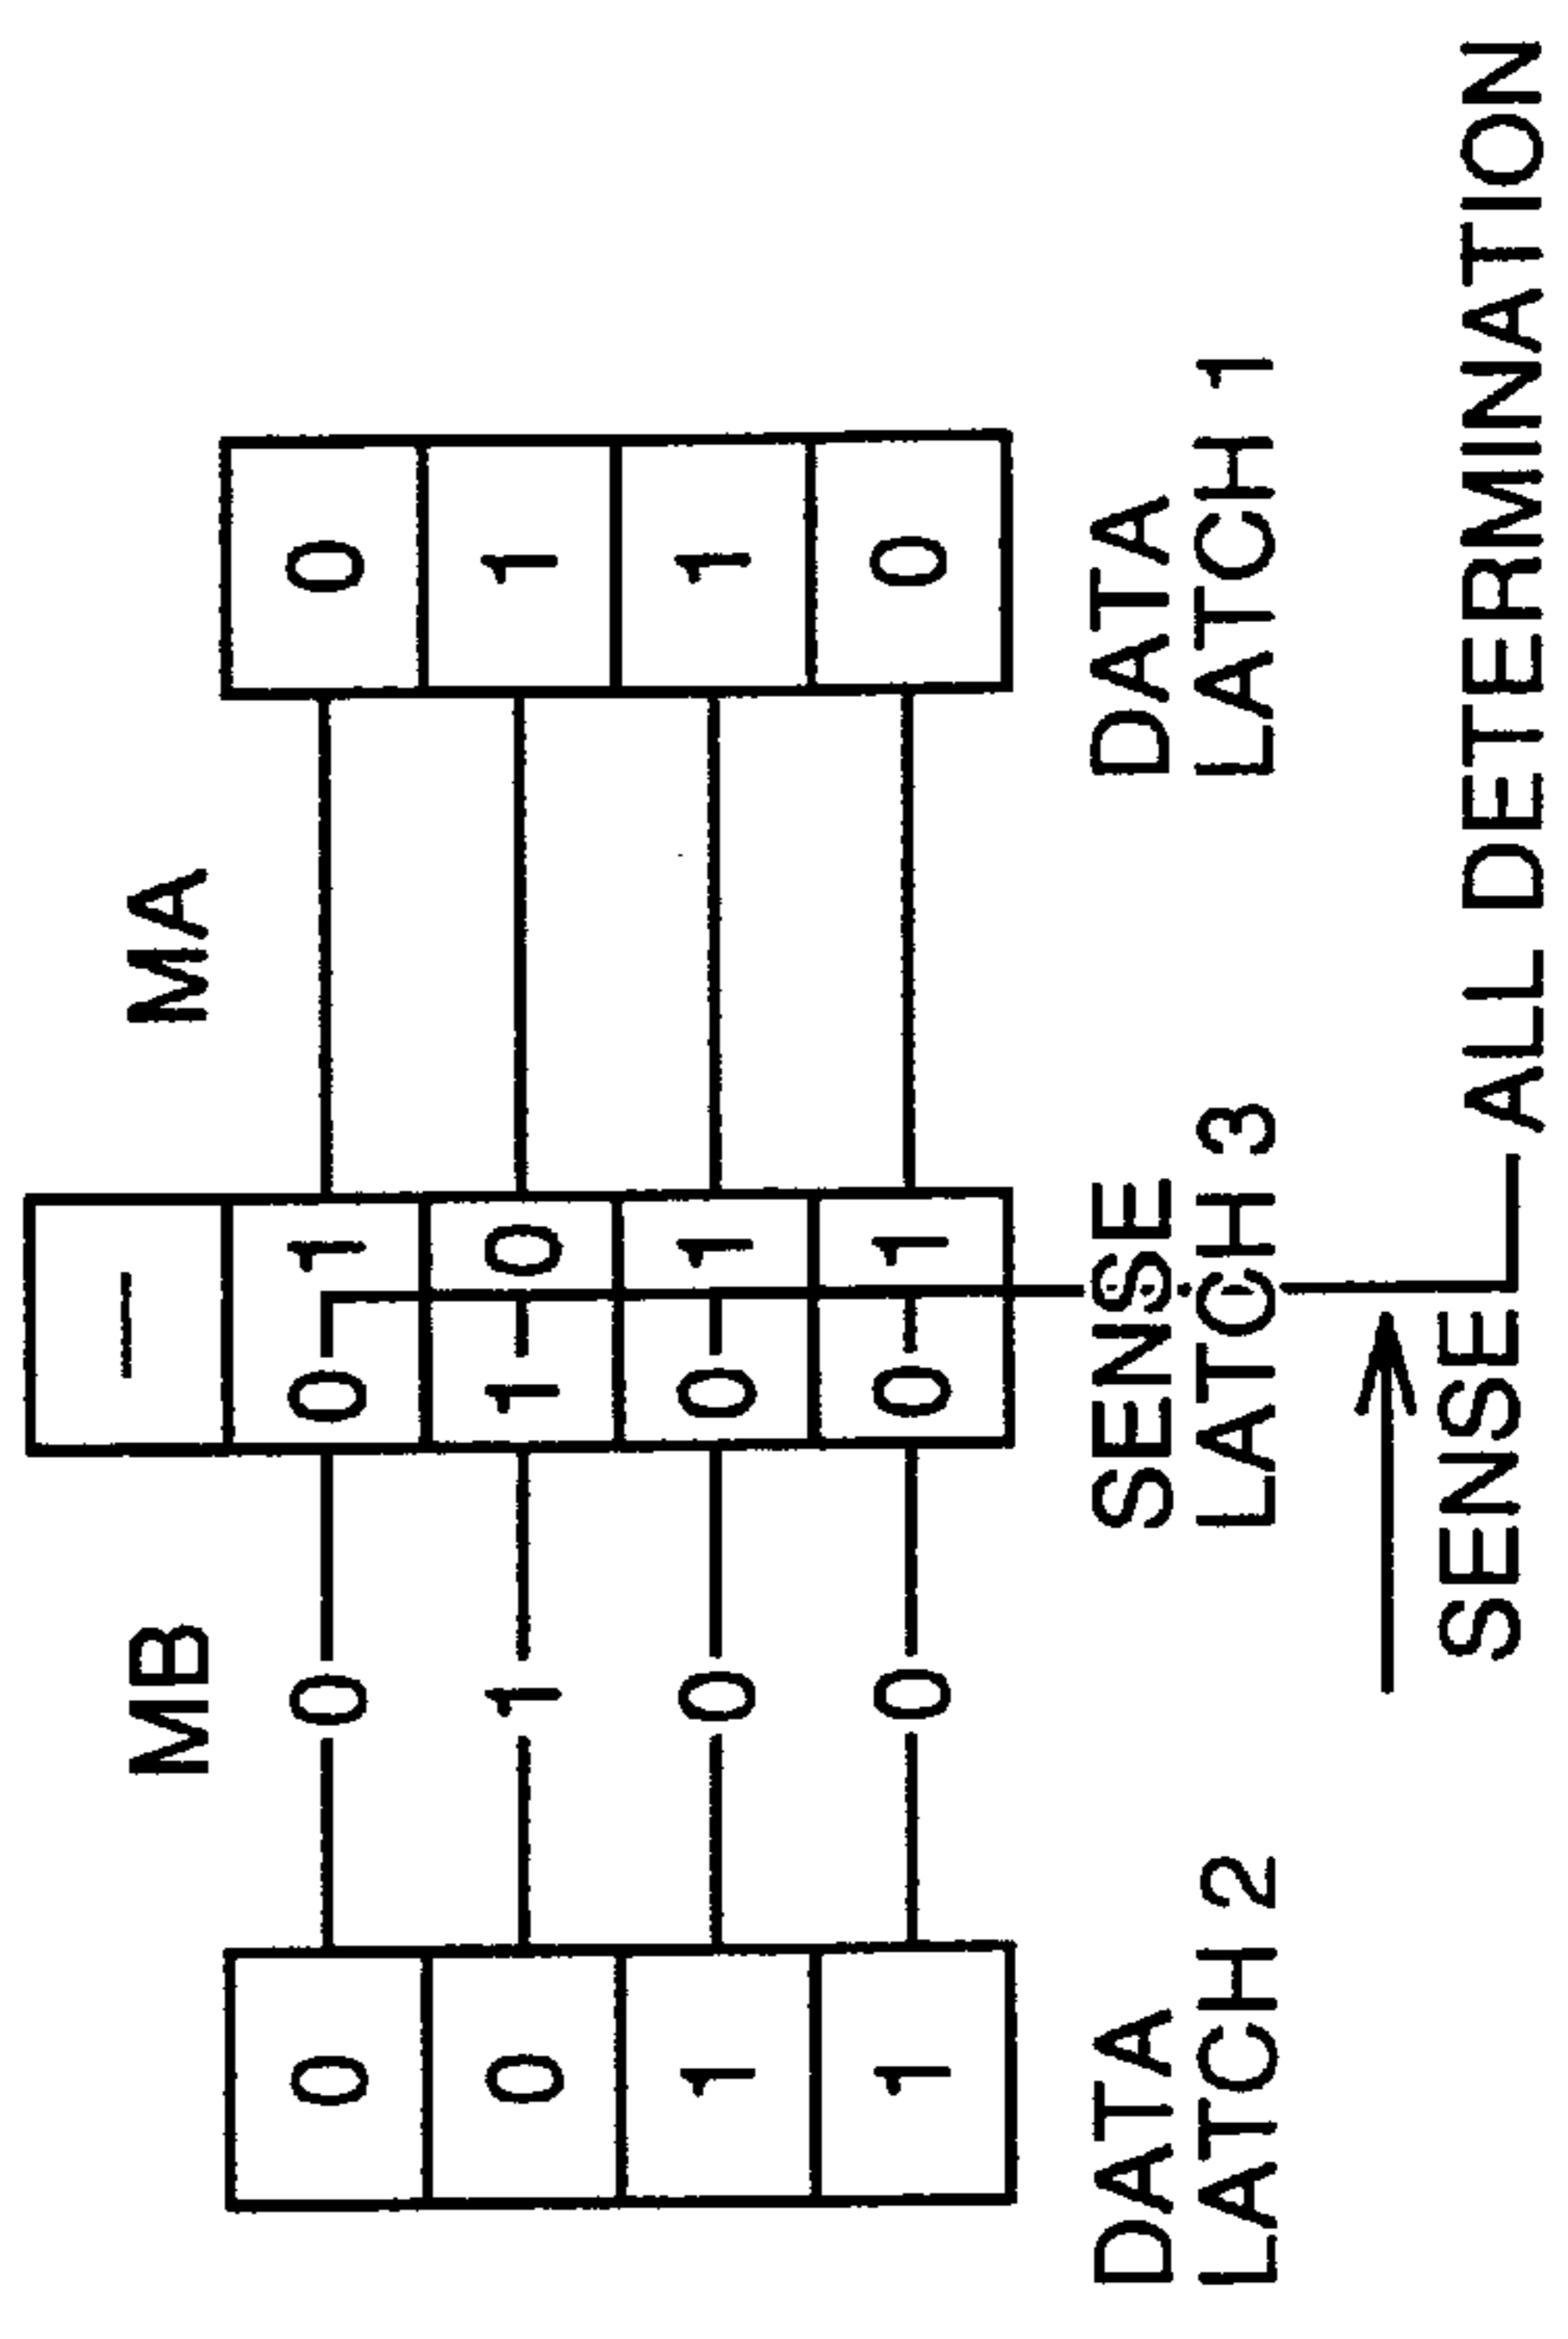 MB MA
0 0 0 1 0
0 1 1 0 1
1 0 0 1 1
1 0 0 1 0
DATA
LATCH 2
SENSE
LATCH 3
DATA
LATCH 1
SENSE
ALL DETERMINATION